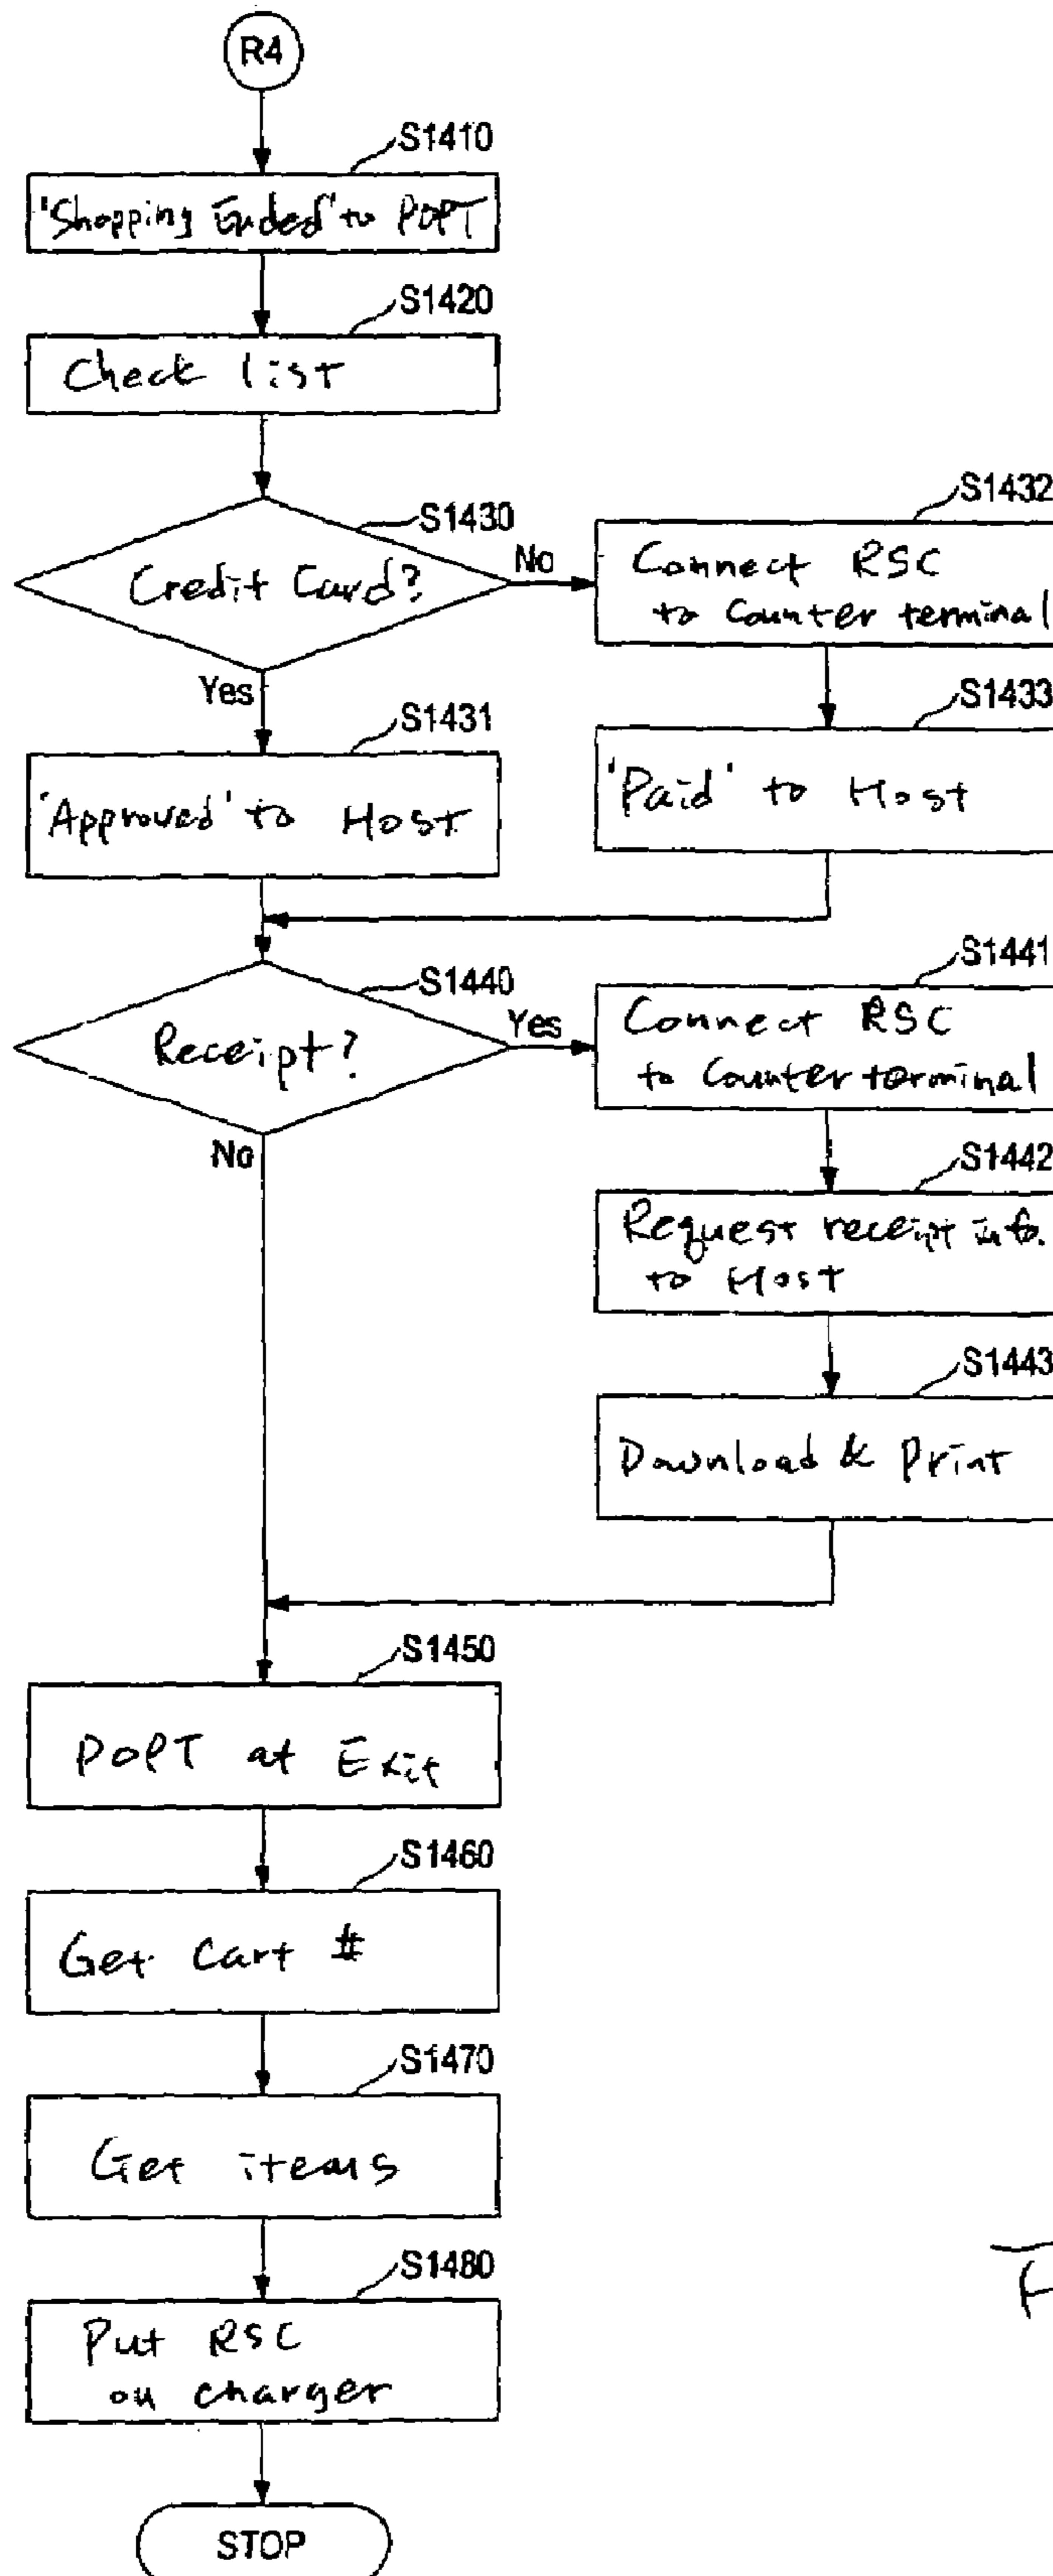 R4
S1410
'Shopping Ended' to POPT
S1420
Check list
S1430
Credit Card?
No
Yes
S1432
Connect RSC
to Counter terminal
S1431
'Approved' to Host
S1433
'Paid' to Host
S1440
Receipt?
Yes
No
S1441
Connect RSC
to Counter terminal
S1442
Request receipt info.
to Host
S1443
Download & Print
S1450
POPT at Exit
S1460
Get Cart #
S1470
Get items
S1480
Put RSC
on charger
STOP